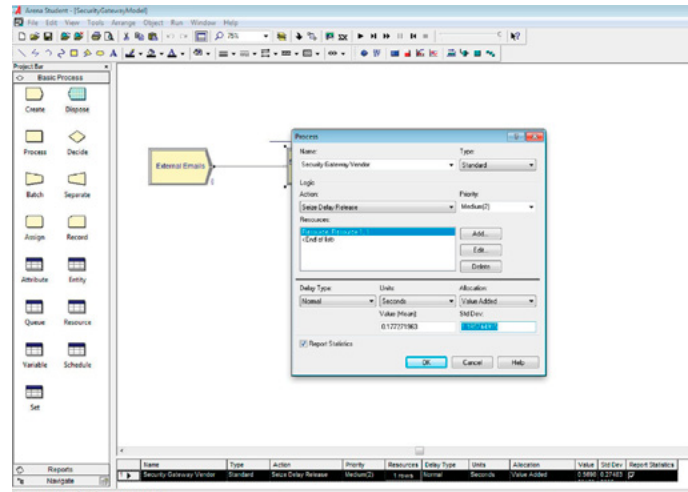 Arena Student - [SecurityGatewayModel]
File Edit View Tools Arrange Object Run Window Help
75%
Project Bar
Basic Process
Create Dispose
Process Decide
Batch Separate
Assign Record
Attribute Entity
Queue Resource
Variable Schedule
Set
Reports
Navigate
External Emails
Process
Name: Type:
Security Gateway Vendor Standard
Logic
Action: Priority:
Seize Delay Release Medium(2)
Resources:
<End of list>
Add...
Edit...
Delete
Delay Type: Units: Allocation:
Normal Seconds Value Added
Value (Mean): Std Dev:
0.177271963
Report Statistics
OK Cancel Help
Name Type Action Priority Resources Delay Type Units Allocation Value Std Dev Report Statistics
1 Security Gateway Vendor Standard Seize Delay Release Medium(2) 1 rows Normal Seconds Value Added